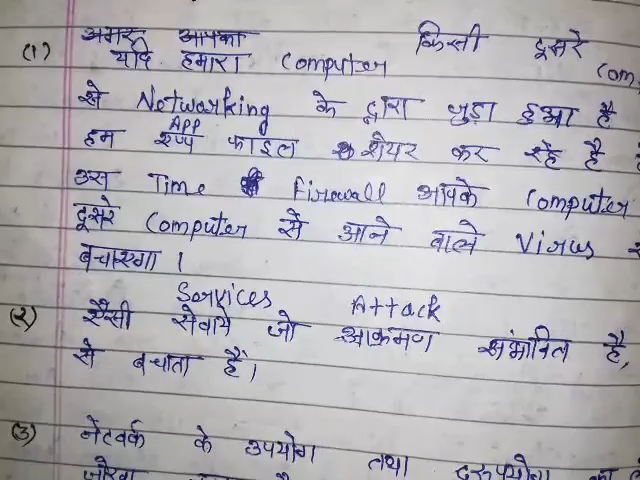 अगर आपका
(1) यदि हमारा Computer किसी दूसरे Com
से Networking के द्वारा जुड़ा हुआ है
App
हम एप्प फाइल शेयर कर रहे है
उस Time Firewall आपके Computer
दूसरे Computer से आने वाले Virus
बचाएगा ।
Services Attack
(२) ऐसी सेवाये जो आक्रमण संभावित है,
से बचाता हैं।
(3) नेटवर्क के उपयोग तथा दुरूपयोग का